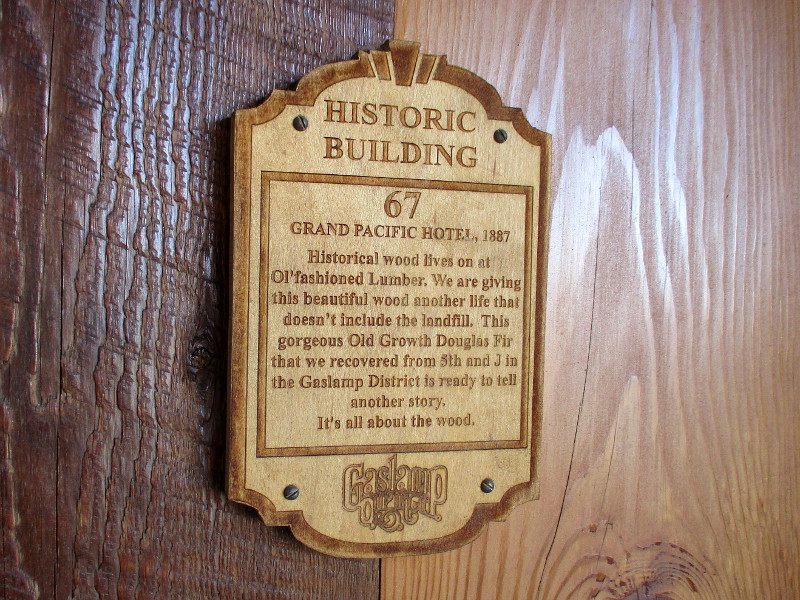 HISTORIC
BUILDING
67
GRAND PACIFIC HOTEL, 1887
Historical wood lives on at
Ol'fashioned Lumber. We are giving
this beautiful wood another life that
doesn't include the landfill. This
gorgeous Old Growth Douglas Fir
that we recovered from 5th and J in
the Gaslamp District is ready to tell
another story.
It's all about the wood.
Gaslamp
Quarter